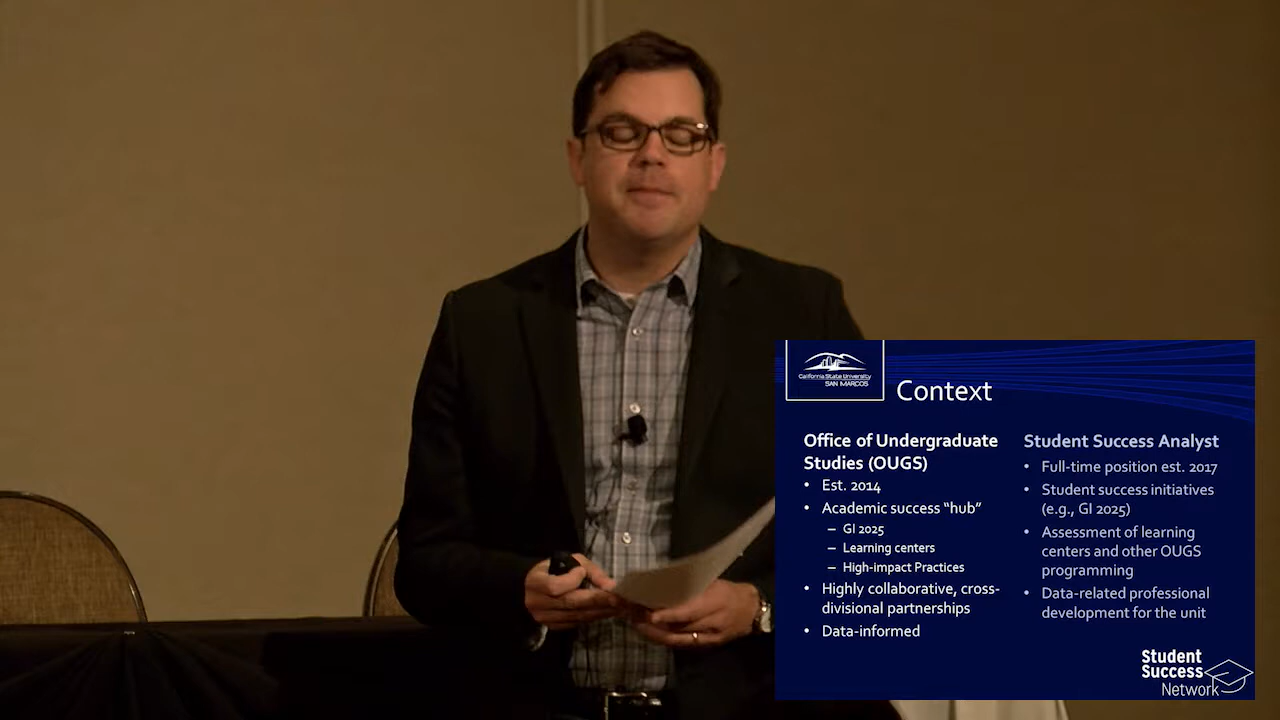 California State University
SAN MARCOS
Context
Office of Undergraduate
Studies (OUGS)
• Est. 2014
• Academic success “hub”
– GI 2025
– Learning centers
– High-impact Practices
• Highly collaborative, cross-
divisional partnerships
• Data-informed
Student Success Analyst
• Full-time position est. 2017
• Student success initiatives
(e.g., GI 2025)
• Assessment of learning
centers and other OUGS
programming
• Data-related professional
development for the unit
Student
Success
Network